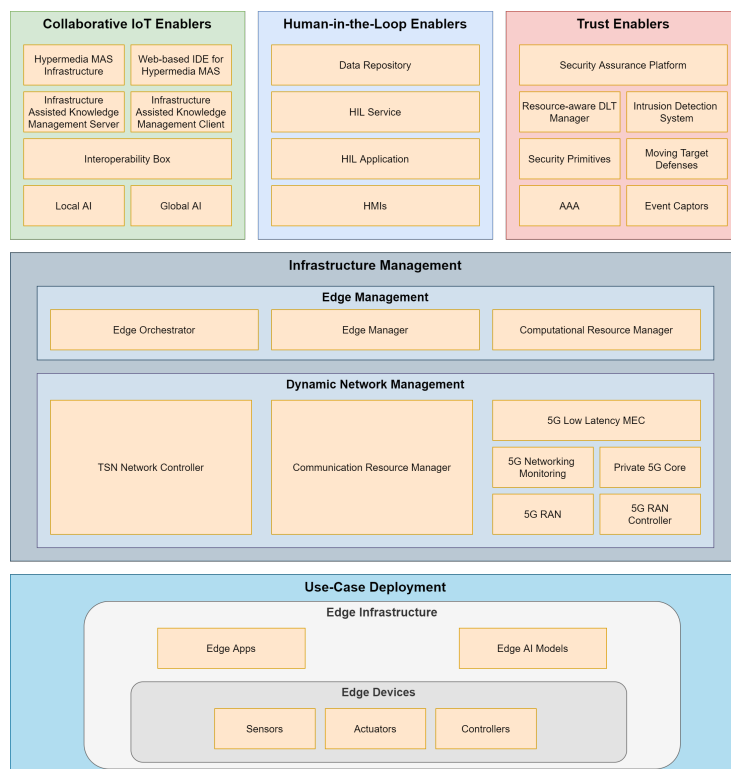 Collaborative IoT Enablers
Hypermedia MAS
Infrastructure
Web-based IDE for
Hypermedia MAS
Infrastructure
Assisted Knowledge
Management Server
Infrastructure
Assisted Knowledge
Management Client
Interoperability Box
Local AI
Global AI
Human-in-the-Loop Enablers
Data Repository
HIL Service
HIL Application
HMIs
Trust Enablers
Security Assurance Platform
Resource-aware DLT
Manager
Intrusion Detection
System
Security Primitives
Moving Target
Defenses
AAA
Event Captors
Infrastructure Management
Edge Management
Edge Orchestrator
Edge Manager
Computational Resource Manager
Dynamic Network Management
TSN Network Controller
Communication Resource Manager
5G Low Latency MEC
5G Networking
Monitoring
Private 5G Core
5G RAN
5G RAN
Controller
Use-Case Deployment
Edge Infrastructure
Edge Apps
Edge AI Models
Edge Devices
Sensors
Actuators
Controllers